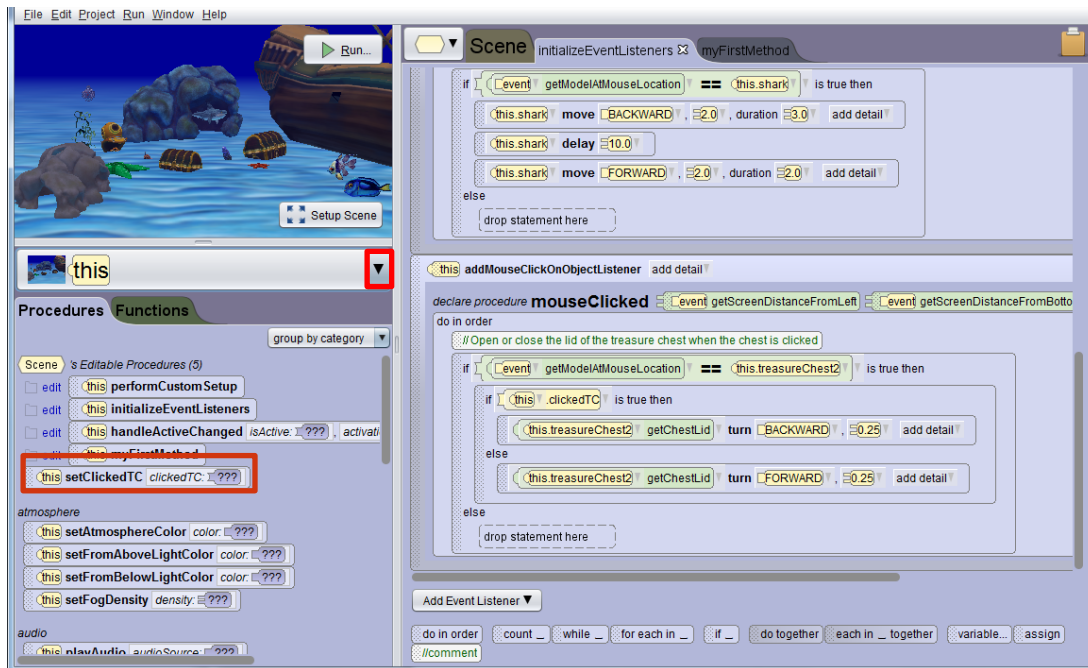 File Edit Project Run Window Help
Run...
Setup Scene
this
Procedures Functions
group by category
Scene 's Editable Procedures (5)
edit this performCustomSetup
edit this initializeEventListeners
edit this handleActiveChanged isActive: ??? , activati
edit this myFirstMethod
this setClickedTC clickedTC: ???
atmosphere
this setAtmosphereColor color: ???
this setFromAboveLightColor color: ???
this setFromBelowLightColor color: ???
this setFogDensity density: ???
audio
this playAudio audioSource: ???
Scene initializeEventListeners myFirstMethod
if event getModelAtMouseLocation == this.shark is true then
this.shark move BACKWARD , 2.0 , duration 3.0 add detail
this.shark delay 10.0
this.shark move FORWARD , 2.0 , duration 2.0 add detail
else
drop statement here
this addMouseClickOnObjectListener add detail
declare procedure mouseClicked event getScreenDistanceFromLeft event getScreenDistanceFromBotto
do in order
//Open or close the lid of the treasure chest when the chest is clicked
if event getModelAtMouseLocation == this.treasureChest2 is true then
if this .clickedTC is true then
this.treasureChest2 getChestLid turn BACKWARD , 0.25 add detail
else
this.treasureChest2 getChestLid turn FORWARD , 0.25 add detail
else
drop statement here
Add Event Listener
do in order count _ while _ for each in _ if _ do together each in _ together variable... assign
//comment